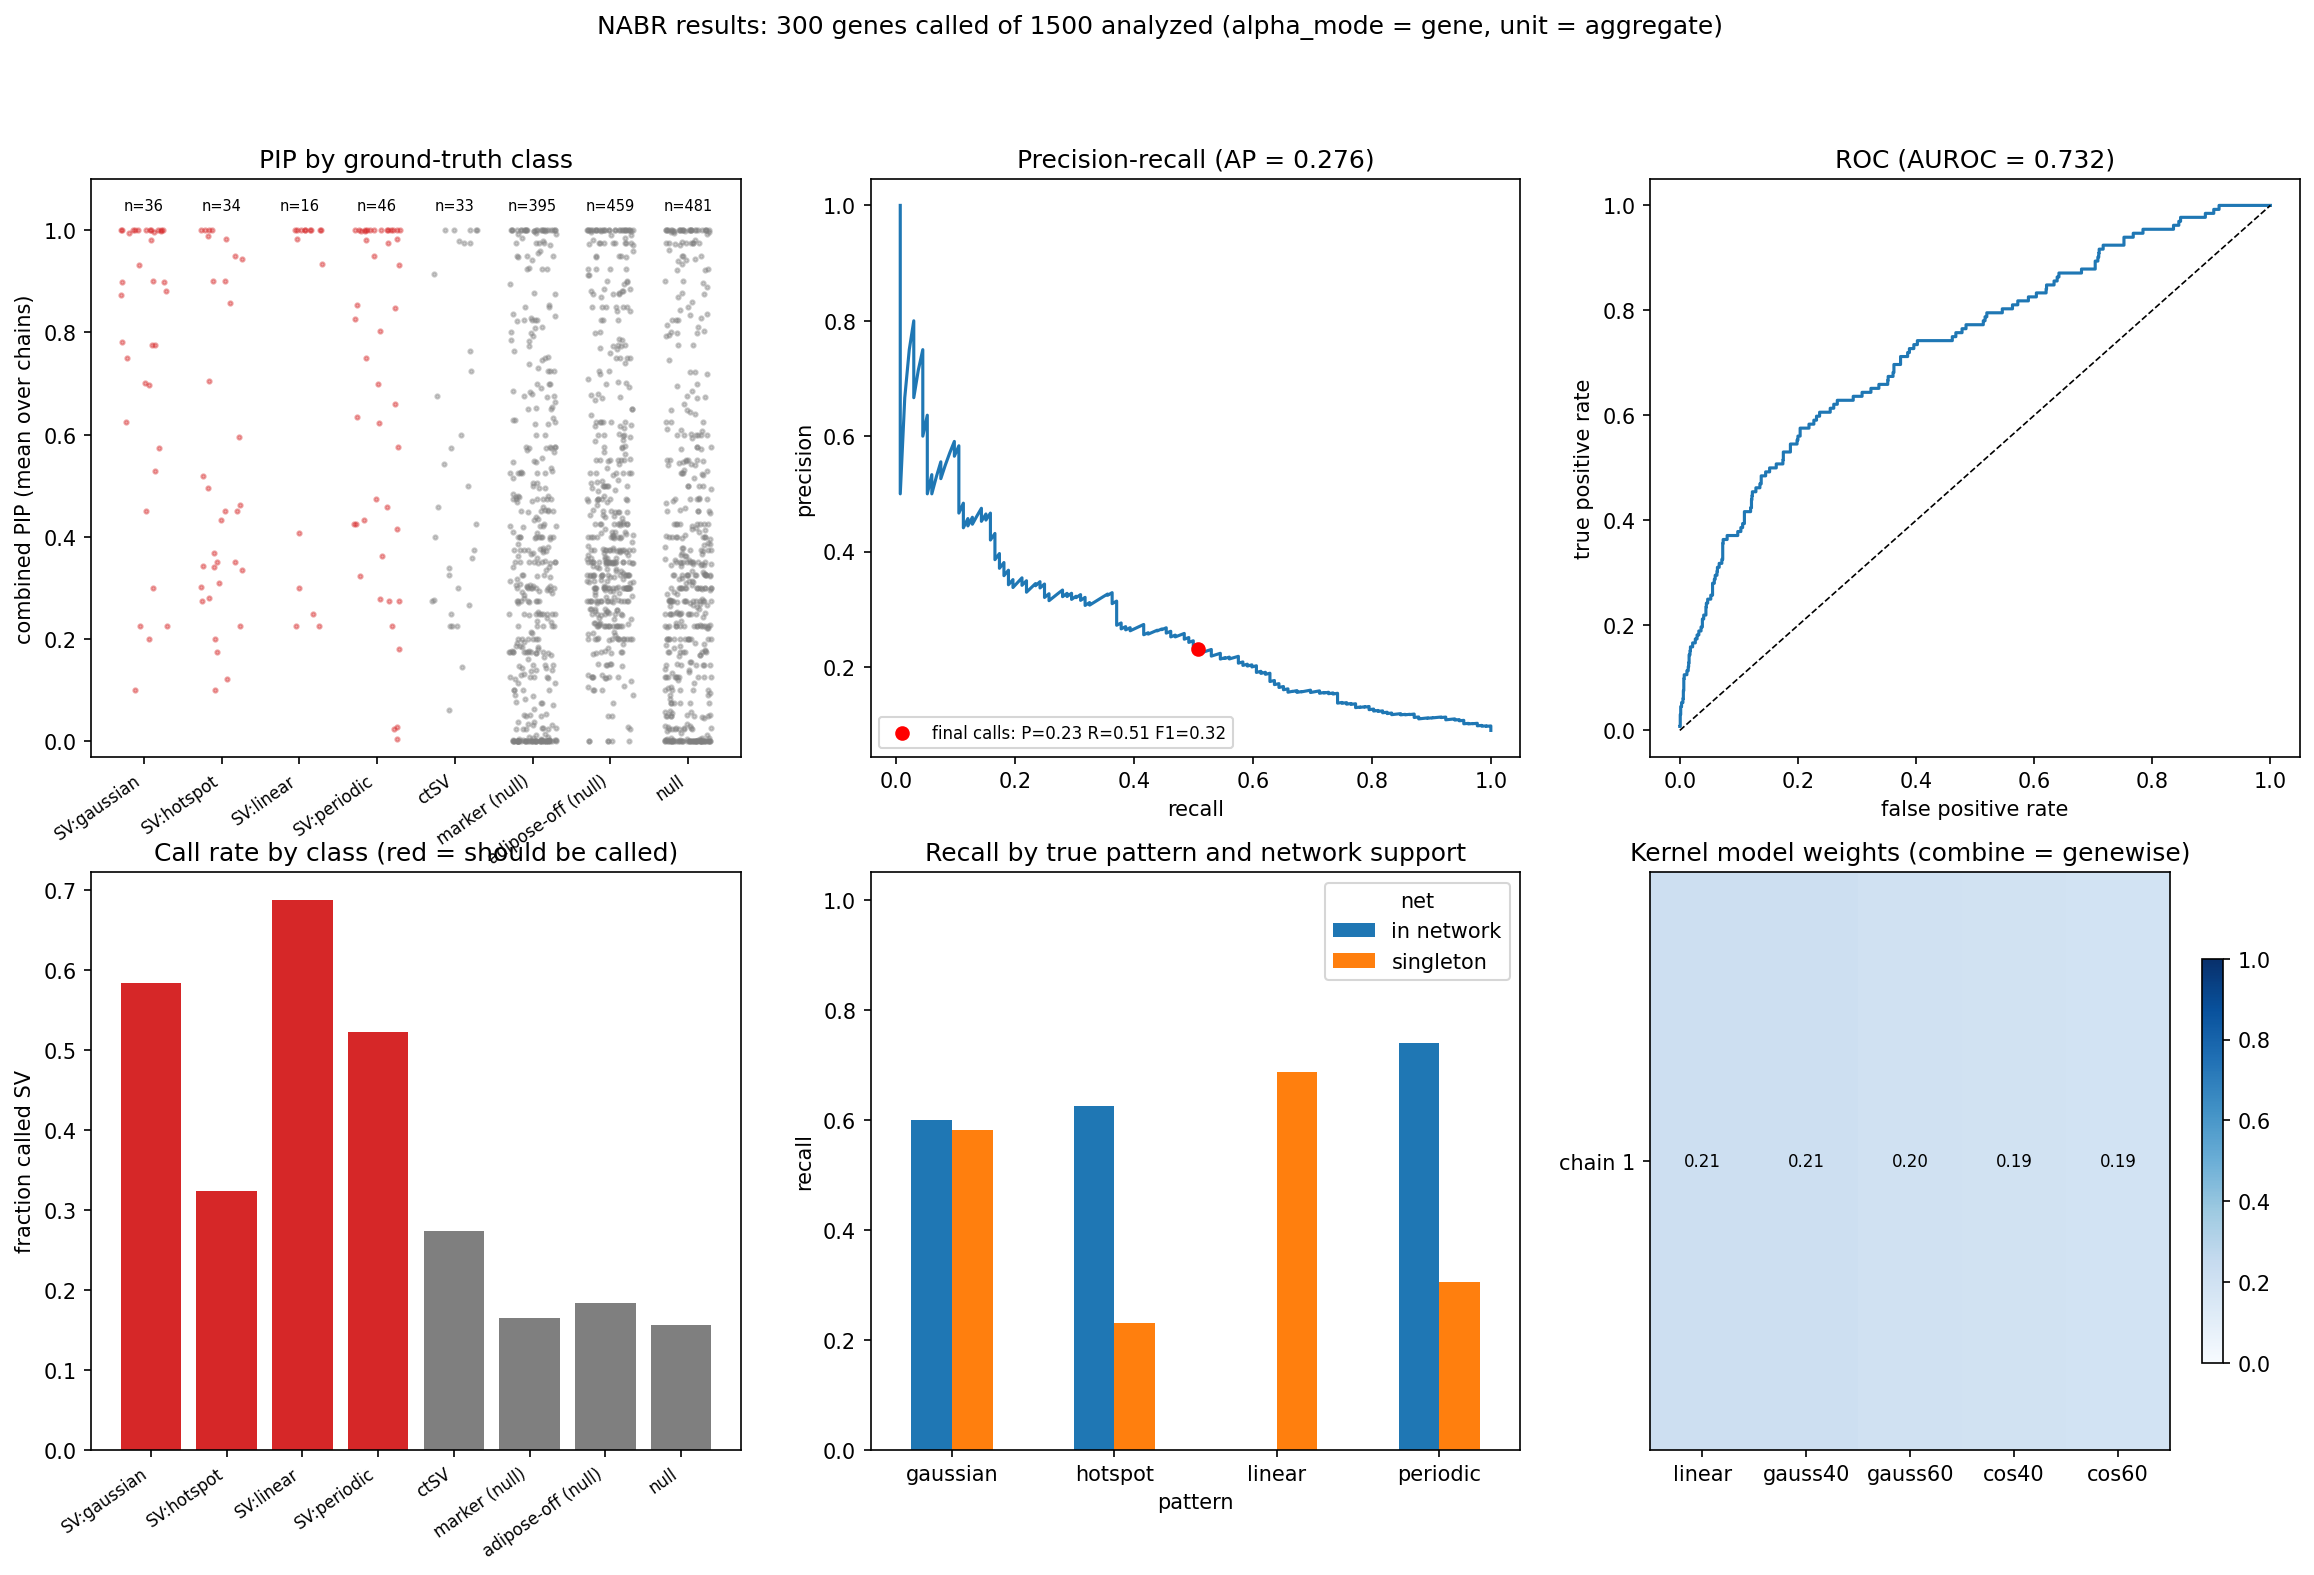 NABR results: 300 genes called of 1500 analyzed (alpha_mode = gene, unit = aggregate)
PIP by ground-truth class
n=36 n=34 n=16 n=46 n=33 n=395 n=459 n=481
combined PIP (mean over chains)
1.0
0.8
0.6
0.4
0.2
0.0
SV:gaussian SV:hotspot SV:linear SV:periodic ctSV marker (null) adipose-off (null) null
Precision-recall (AP = 0.276)
precision
1.0
0.8
0.6
0.4
0.2
final calls: P=0.23 R=0.51 F1=0.32
0.0 0.2 0.4 0.6 0.8 1.0
recall
ROC (AUROC = 0.732)
true positive rate
1.0
0.8
0.6
0.4
0.2
0.0
0.0 0.2 0.4 0.6 0.8 1.0
false positive rate
Call rate by class (red = should be called)
fraction called SV
0.7
0.6
0.5
0.4
0.3
0.2
0.1
0.0
SV:gaussian SV:hotspot SV:linear SV:periodic ctSV marker (null) adipose-off (null) null
Recall by true pattern and network support
recall
1.0
0.8
0.6
0.4
0.2
0.0
net
in network
singleton
gaussian hotspot linear periodic
pattern
Kernel model weights (combine = genewise)
chain 1
0.21 0.21 0.20 0.19 0.19
linear gauss40 gauss60 cos40 cos60
1.0
0.8
0.6
0.4
0.2
0.0